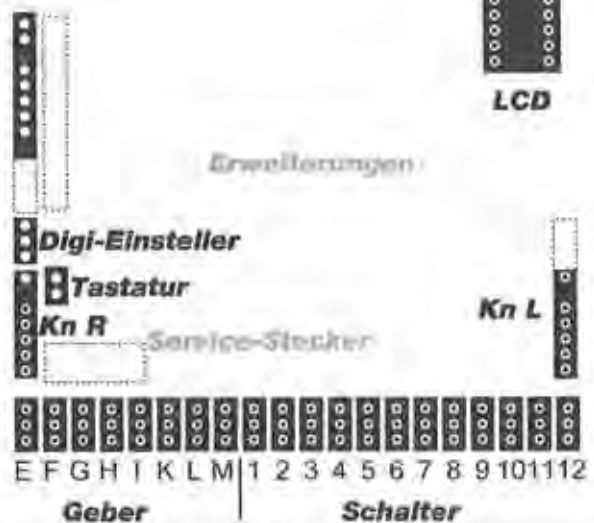 LCD
Erweiterungen
Digi-Einsteller
Tastatur
Kn L
Kn R
Service-Stecker
E F G H I K L M 1 2 3 4 5 6 7 8 9 10 11 12
Geber Schalter